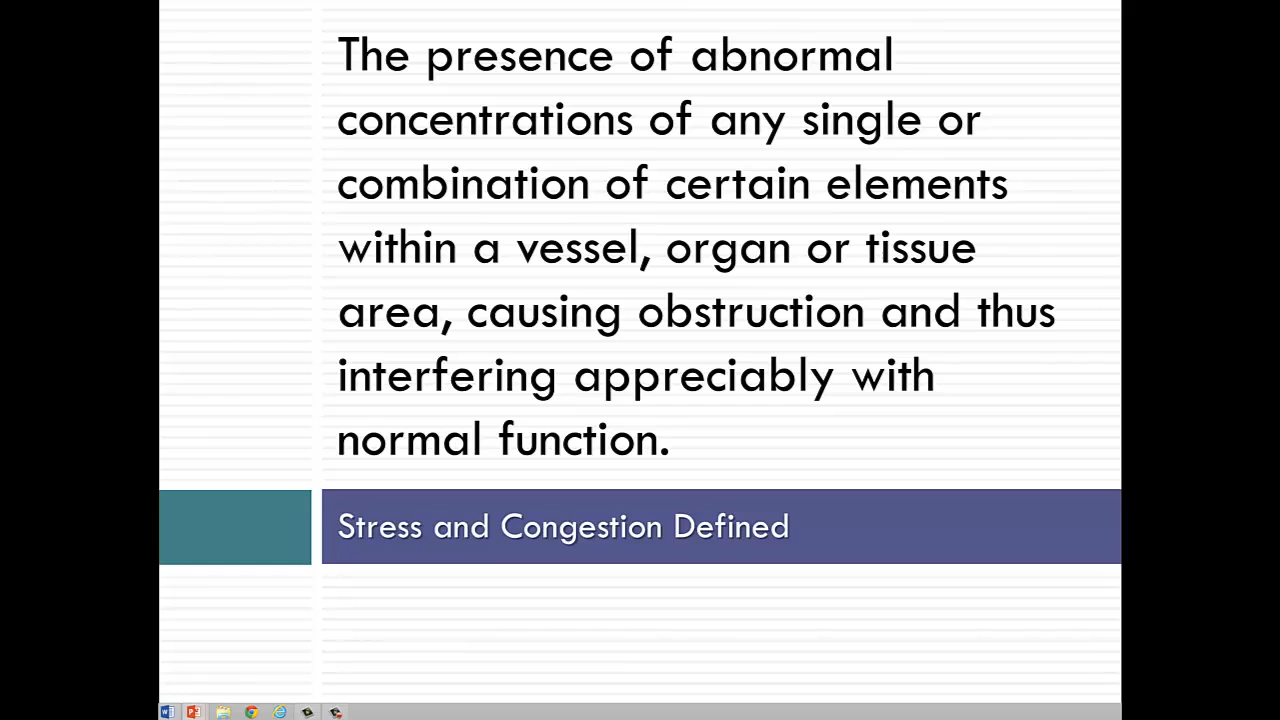 The presence of abnormal
concentrations of any single or
combination of certain elements
within a vessel, organ or tissue
area, causing obstruction and thus
interfering appreciably with
normal function.
Stress and Congestion Defined